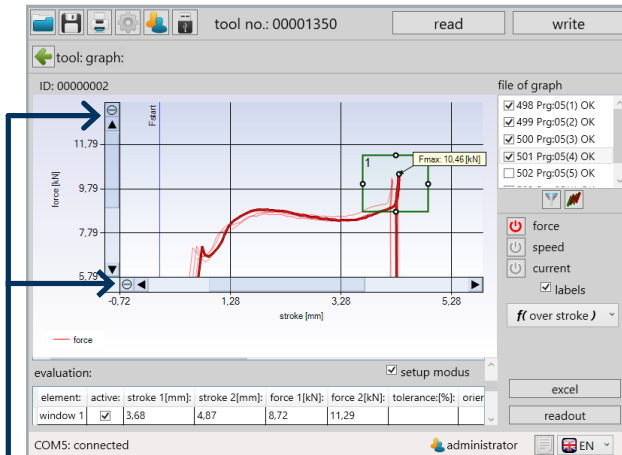 tool no.: 00001350
read
write
tool: graph:
ID: 00000002
file of graph
498 Prg:05(1) OK
499 Prg:05(2) OK
500 Prg:05(3) OK
501 Prg:05(4) OK
502 Prg:05(5) OK
Fstart
11,79
9,79
7,79
5,79
force [kN]
1
Fmax: 10,46 [kN]
-0,72
1,28
3,28
5,28
stroke [mm]
force
force
speed
current
labels
f( over stroke )
evaluation:
setup modus
element: active: stroke 1[mm]: stroke 2[mm]: force 1[kN]: force 2[kN]: tolerance:[%]: orier
window 1 3,68 4,87 8,72 11,29
excel
readout
COM5: connected
administrator
EN